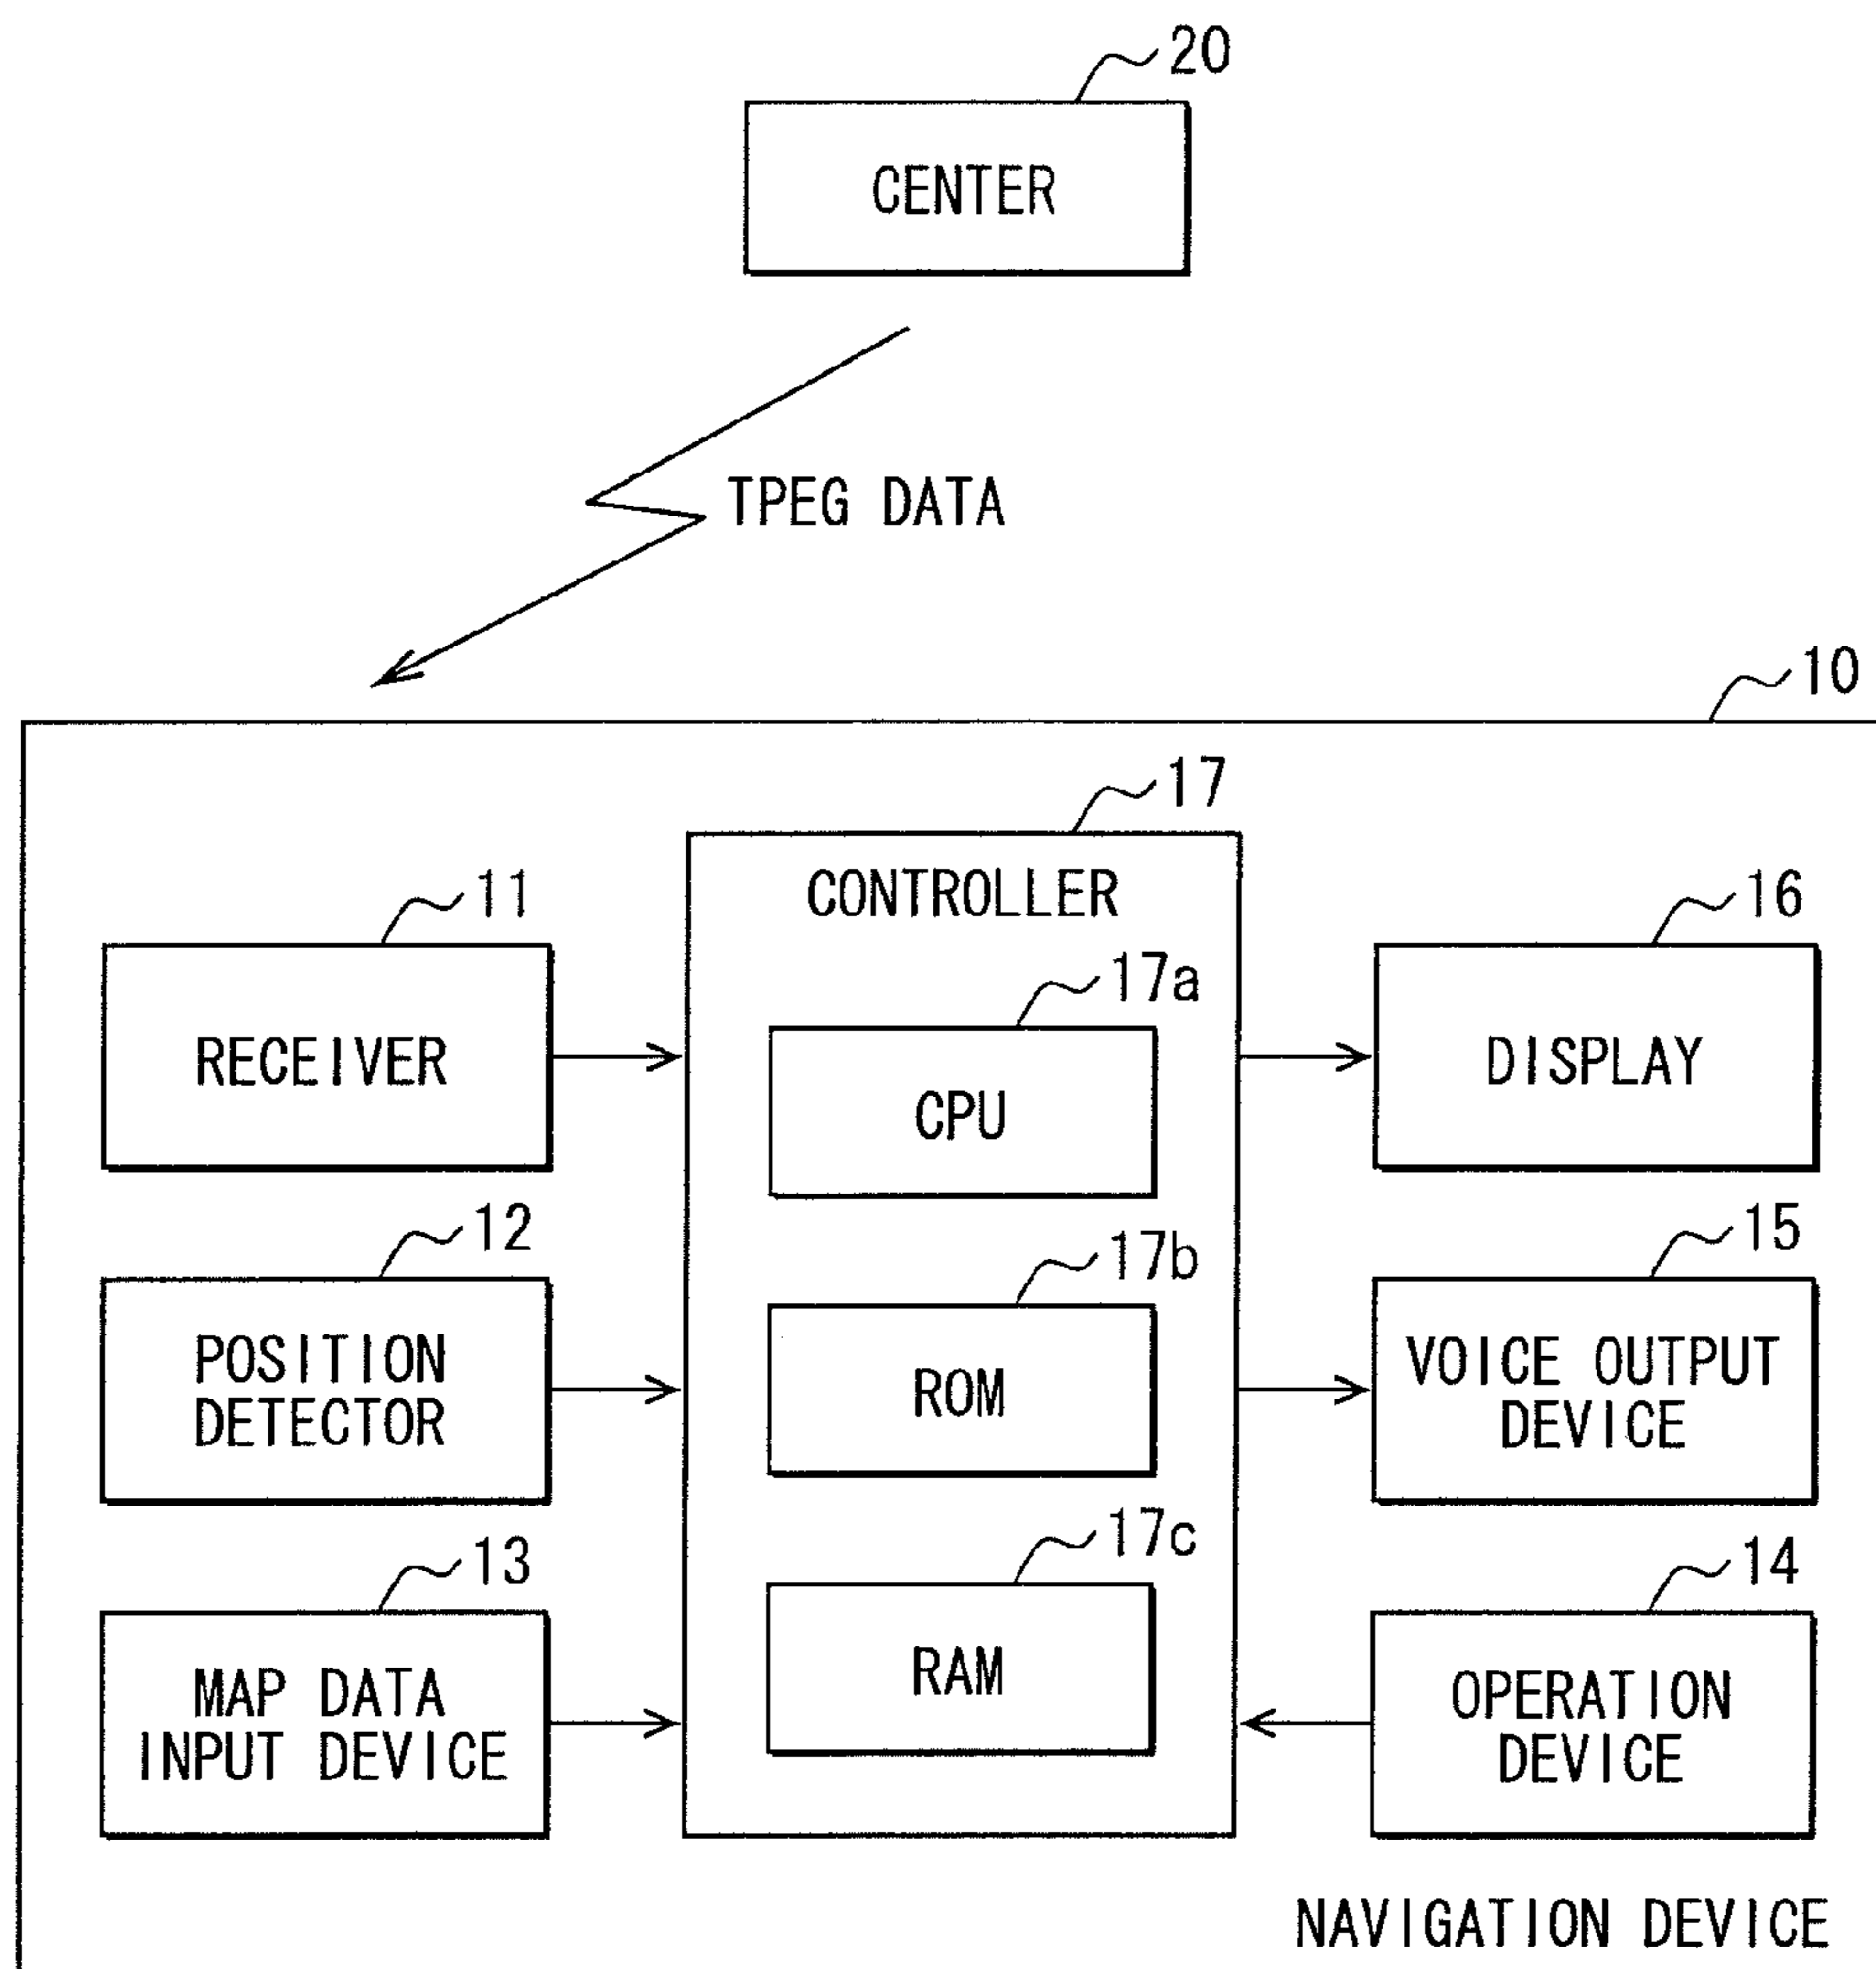 20
CENTER
TPEG DATA
10
17
CONTROLLER
11
RECEIVER
17a
CPU
16
DISPLAY
12
POSITION
DETECTOR
17b
ROM
15
VOICE OUTPUT
DEVICE
13
MAP DATA
INPUT DEVICE
17c
RAM
14
OPERATION
DEVICE
NAVIGATION DEVICE